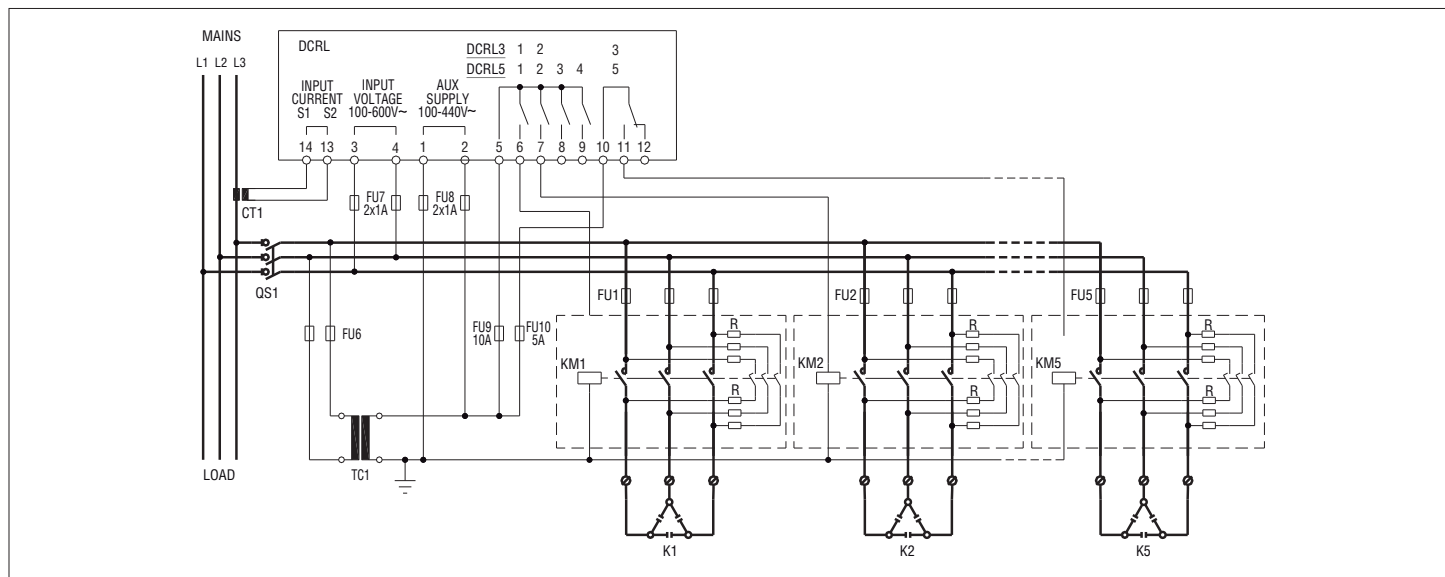 MAINS
L1 L2 L3
DCRL
DCRL3 1 2 3
DCRL5 1 2 3 4 5
INPUT CURRENT
S1 S2
INPUT VOLTAGE
100-600V~
AUX SUPPLY
100-440V~
14 13 3 4 1 2 5 6 7 8 9 10 11 12
CT1
FU7
2x1A
FU8
2x1A
QS1
FU1
FU2
FU5
FU6
FU9
10A
FU10
5A
R
R
R
KM1
KM2
KM5
R
R
R
LOAD
TC1
K1
K2
K5